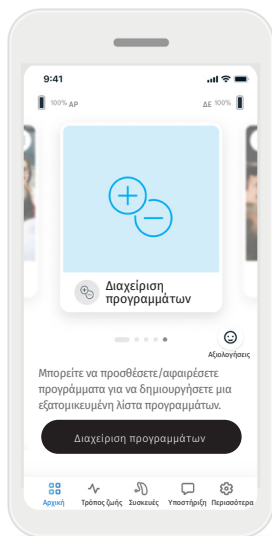 9:41
100% ΑΡ
ΔΕ 100%
Διαχείριση
προγραμμάτων
Αξιολογήσεις
Μπορείτε να προσθέσετε/αφαιρέσετε
προγράμματα για να δημιουργήσετε μια
εξατομικευμένη λίστα προγραμμάτων.
Διαχείριση προγραμμάτων
Αρχική Τρόπος ζωής Συσκευές Υποστήριξη Περισσότερα